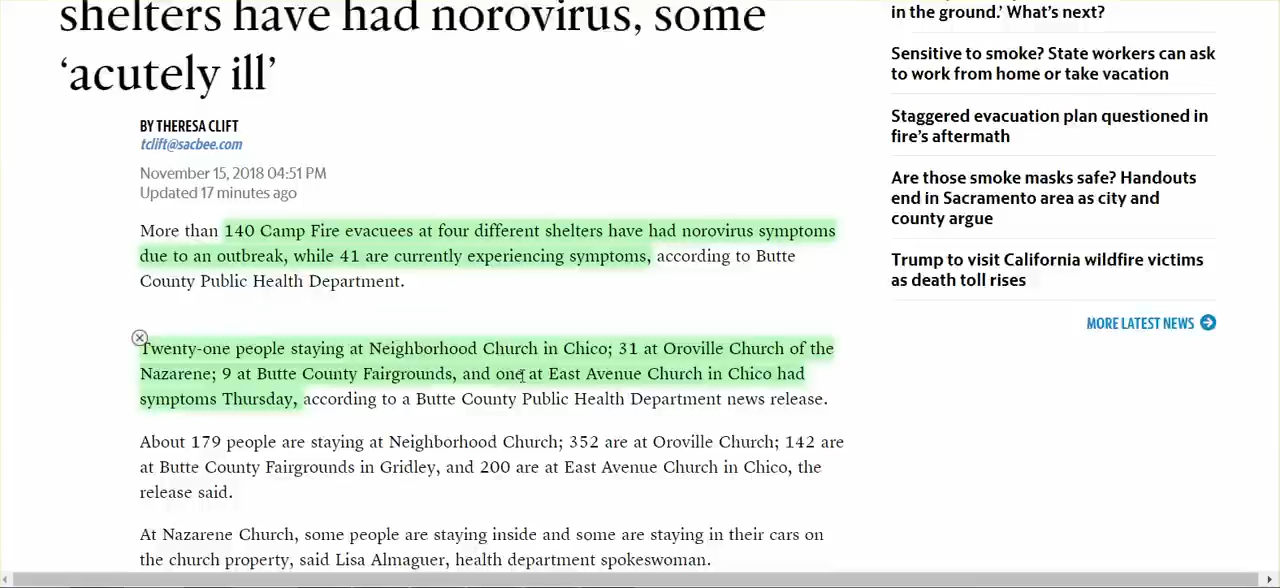 shelters have had norovirus, some
‘acutely ill’
BY THERESA CLIFT
tclift@sacbee.com
November 15, 2018 04:51 PM
Updated 17 minutes ago
More than 140 Camp Fire evacuees at four different shelters have had norovirus symptoms
due to an outbreak, while 41 are currently experiencing symptoms, according to Butte
County Public Health Department.
Twenty-one people staying at Neighborhood Church in Chico; 31 at Oroville Church of the
Nazarene; 9 at Butte County Fairgrounds, and one at East Avenue Church in Chico had
symptoms Thursday, according to a Butte County Public Health Department news release.
About 179 people are staying at Neighborhood Church; 352 are at Oroville Church; 142 are
at Butte County Fairgrounds in Gridley, and 200 are at East Avenue Church in Chico, the
release said.
At Nazarene Church, some people are staying inside and some are staying in their cars on
the church property, said Lisa Almaguer, health department spokeswoman.
in the ground.’ What’s next?
Sensitive to smoke? State workers can ask
to work from home or take vacation
Staggered evacuation plan questioned in
fire’s aftermath
Are those smoke masks safe? Handouts
end in Sacramento area as city and
county argue
Trump to visit California wildfire victims
as death toll rises
MORE LATEST NEWS